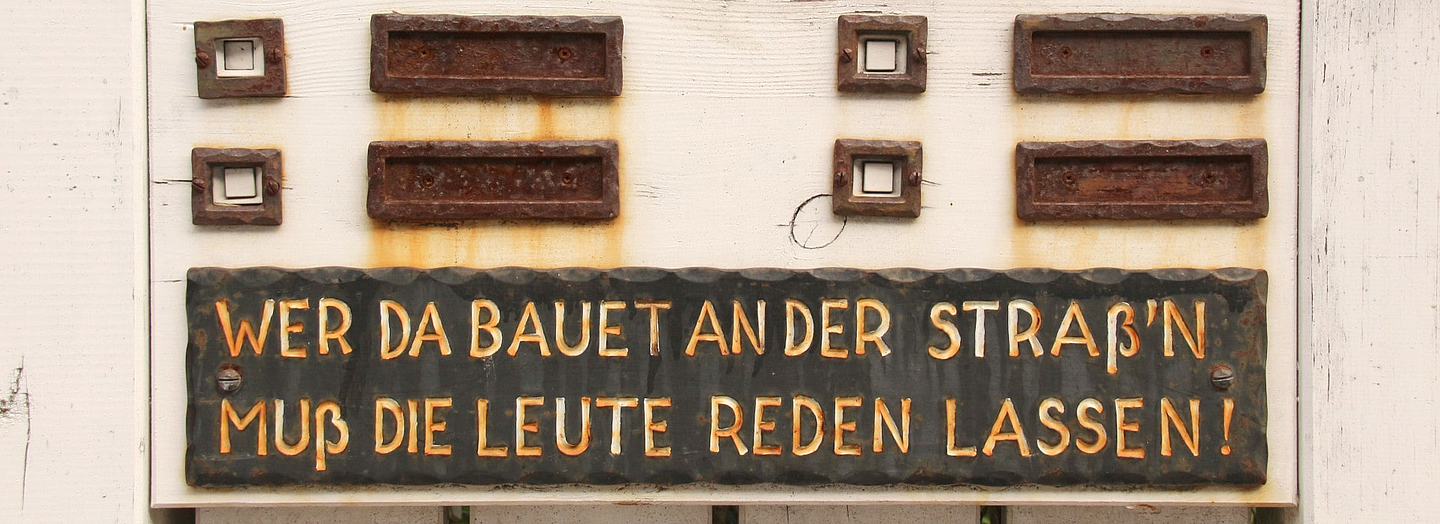 WER DA BAUET AN DER STRAß'N
MUß DIE LEUTE REDEN LASSEN!